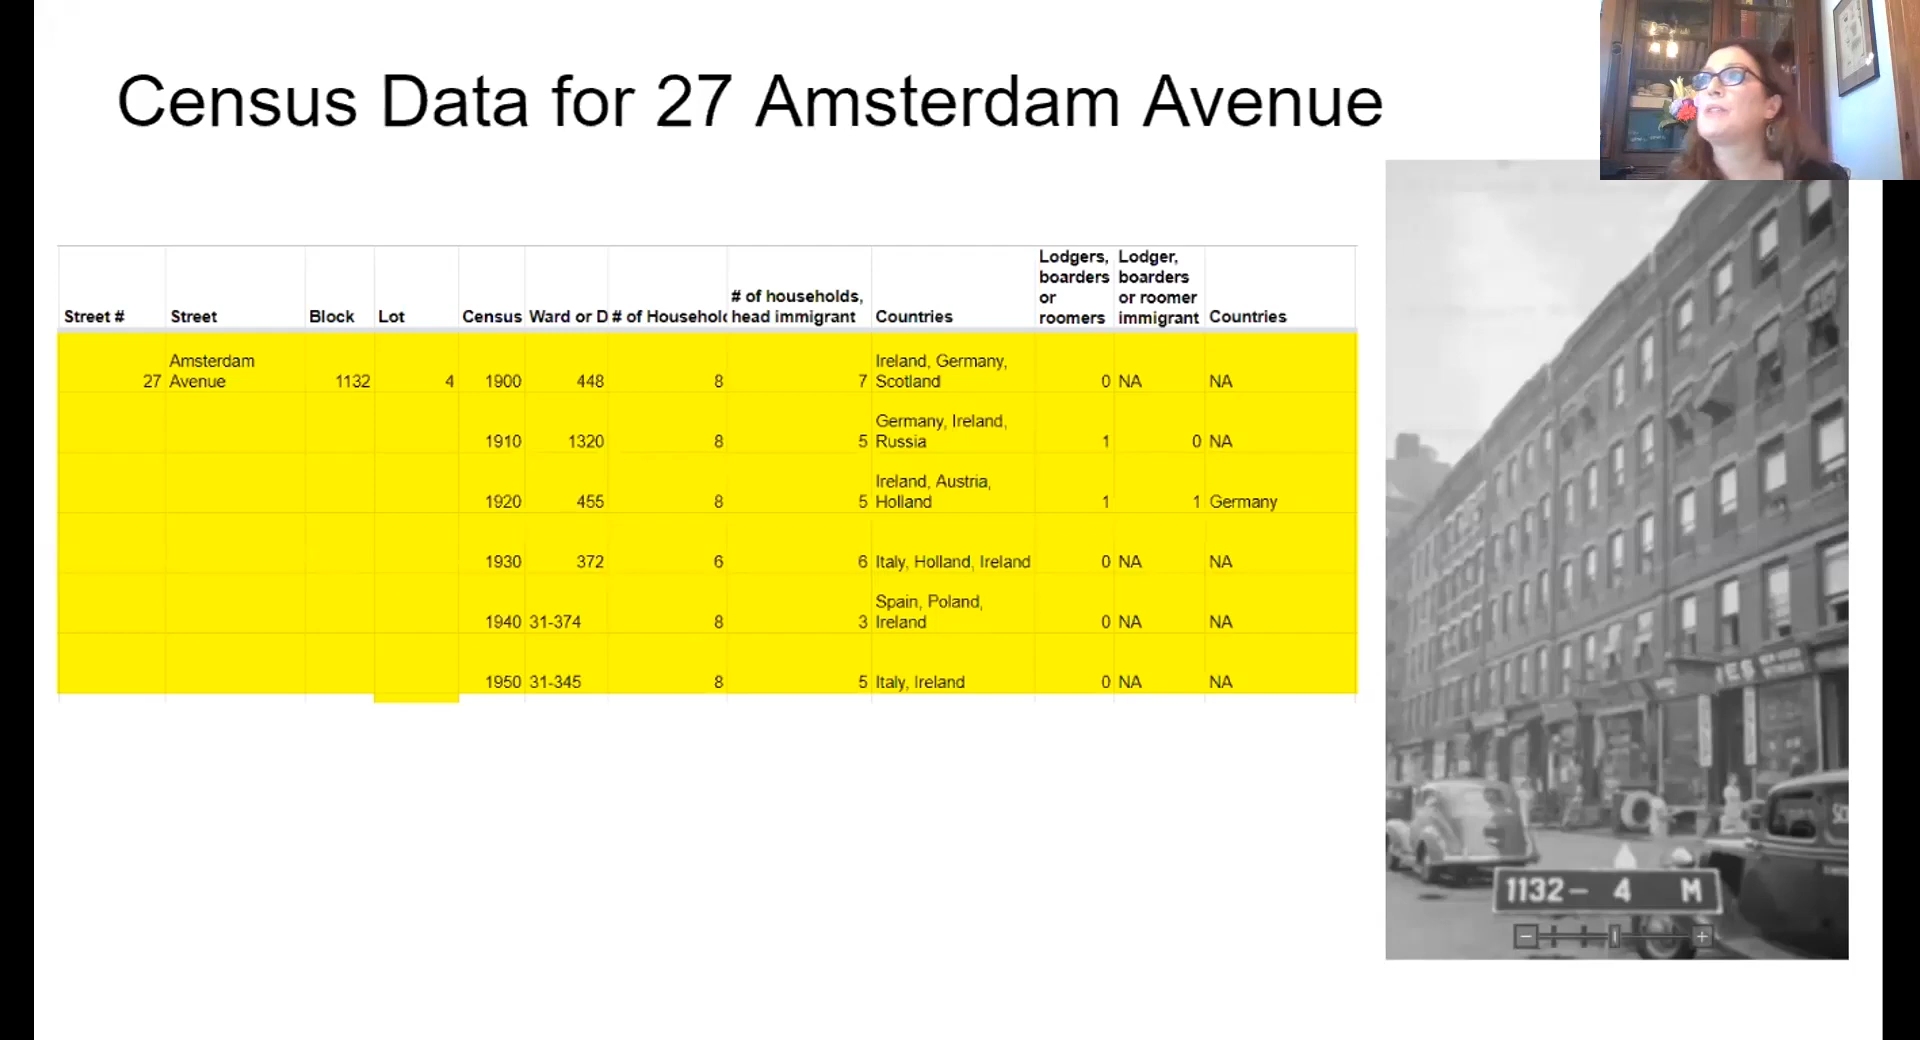 Census Data for 27 Amsterdam Avenue
Street # Street Block Lot Census Ward or D # of Househol # of households, head immigrant Countries Lodgers, boarders or roomers Lodger, boarders or roomer immigrant Countries
27 Amsterdam Avenue 1132 4 1900 448 8 7 Ireland, Germany, Scotland 0 NA NA
1910 1320 8 5 Germany, Ireland, Russia 1 0 NA
1920 455 8 5 Ireland, Austria, Holland 1 1 Germany
1930 372 6 6 Italy, Holland, Ireland 0 NA NA
1940 31-374 8 3 Spain, Poland, Ireland 0 NA NA
1950 31-345 8 5 Italy, Ireland 0 NA NA
1132- 4 M